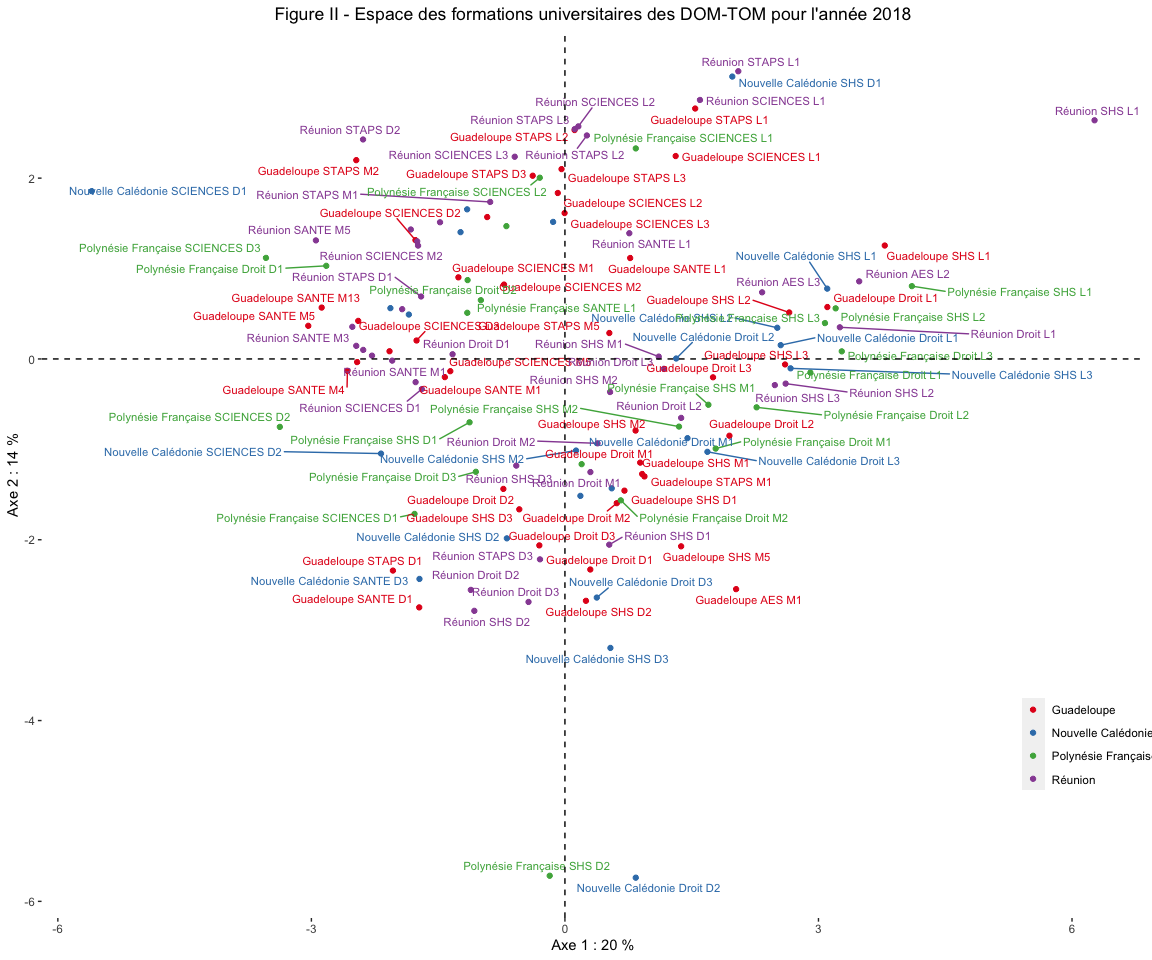 Figure II - Espace des formations universitaires des DOM-TOM pour l'année 2018
Réunion STAPS L1
Nouvelle Calédonie SHS D1
Réunion SCIENCES L2
Réunion SCIENCES L1
Réunion SHS L1
Réunion STAPS L3
Guadeloupe STAPS L1
Réunion STAPS D2
Guadeloupe STAPS L2
Polynésie Française SCIENCES L1
Réunion SCIENCES L3
Réunion STAPS L2
Guadeloupe SCIENCES L1
Guadeloupe STAPS M2
Guadeloupe STAPS D3
Guadeloupe STAPS L3
Nouvelle Calédonie SCIENCES D1
Réunion STAPS M1
Polynésie Française SCIENCES L2
2
Guadeloupe SCIENCES L2
Guadeloupe SCIENCES D2
Guadeloupe SCIENCES L3
Réunion SANTE M5
Réunion SANTE L1
Polynésie Française SCIENCES D3
Réunion SCIENCES M2
Nouvelle Calédonie SHS L1
Guadeloupe SHS L1
Polynésie Française Droit D1
Guadeloupe SCIENCES M1
Guadeloupe SANTE L1
Réunion STAPS D1
Réunion AES L3
Réunion AES L2
Polynésie Française Droit D2
Guadeloupe SCIENCES M2
Polynésie Française SHS L1
Guadeloupe SANTE M13
Guadeloupe SHS L2
Guadeloupe Droit L1
Polynésie Française SANTE L1
Guadeloupe SANTE M5
Nouvelle Calédonie SHS L2
Polynésie Française SHS L3
Polynésie Française SHS L2
Guadeloupe SCIENCES D3
Guadeloupe STAPS M5
Réunion Droit L1
Réunion SANTE M3
Réunion Droit D1
Réunion SHS M1
Nouvelle Calédonie Droit L2
Nouvelle Calédonie Droit L1
0
Guadeloupe SCIENCES M5
Réunion Droit L3
Guadeloupe SHS L3
Polynésie Française Droit L3
Réunion SANTE M1
Guadeloupe Droit L3
Polynésie Française Droit L1
Nouvelle Calédonie SHS L3
Réunion SHS M2
Guadeloupe SANTE M4
Guadeloupe SANTE M1
Polynésie Française SHS M1
Réunion SHS L3
Réunion SHS L2
Réunion SCIENCES D1
Polynésie Française SHS M2
Réunion Droit L2
Polynésie Française Droit L2
Polynésie Française SCIENCES D2
Guadeloupe SHS M2
Guadeloupe Droit L2
Polynésie Française SHS D1
Réunion Droit M2
Nouvelle Calédonie Droit M1
Polynésie Française Droit M1
Nouvelle Calédonie SCIENCES D2
Nouvelle Calédonie SHS M2
Guadeloupe Droit M1
Guadeloupe SHS M1
Nouvelle Calédonie Droit L3
Polynésie Française Droit D3
Réunion SHS D3
Réunion Droit M1
Guadeloupe STAPS M1
Guadeloupe Droit D2
Guadeloupe SHS D1
Polynésie Française SCIENCES D1
Guadeloupe SHS D3
Guadeloupe Droit M2
Polynésie Française Droit M2
Nouvelle Calédonie SHS D2
Guadeloupe Droit D3
Réunion SHS D1
-2
Réunion STAPS D3
Guadeloupe Droit D1
Guadeloupe SHS M5
Guadeloupe STAPS D1
Nouvelle Calédonie SANTE D3
Réunion Droit D2
Nouvelle Calédonie Droit D3
Guadeloupe SANTE D1
Réunion Droit D3
Guadeloupe SHS D2
Guadeloupe AES M1
Réunion SHS D2
Nouvelle Calédonie SHS D3
-4
Polynésie Française SHS D2
Nouvelle Calédonie Droit D2
-6
-6
-3
0
3
6
Axe 1 : 20 %
Axe 2 : 14 %
Guadeloupe
Nouvelle Calédonie
Polynésie Française
Réunion